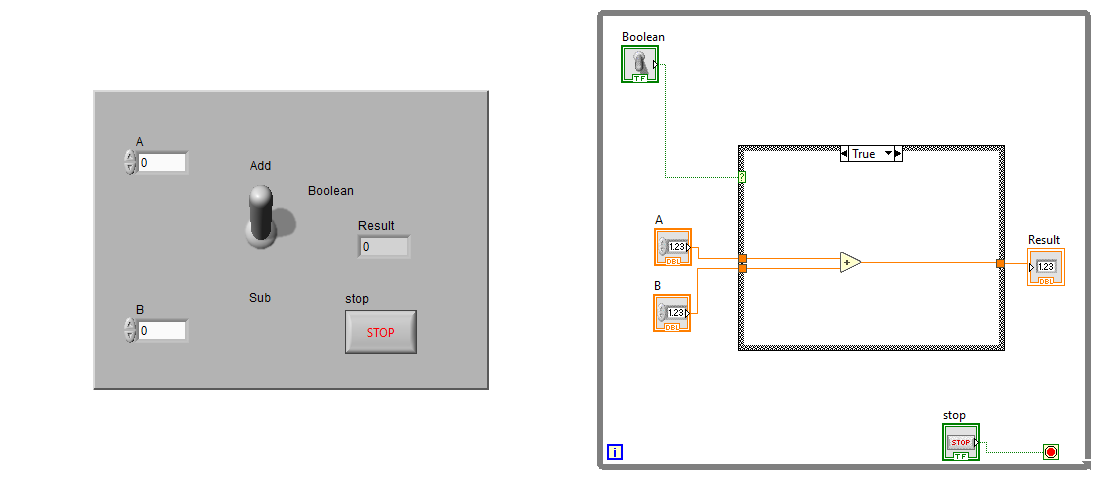 A
0
Add
Boolean
Result
0
Sub
B
0
stop
STOP
Boolean
TF
True
?
A
1.23
DBL
B
1.23
DBL
+
Result
1.23
DBL
stop
STOP
TF
i